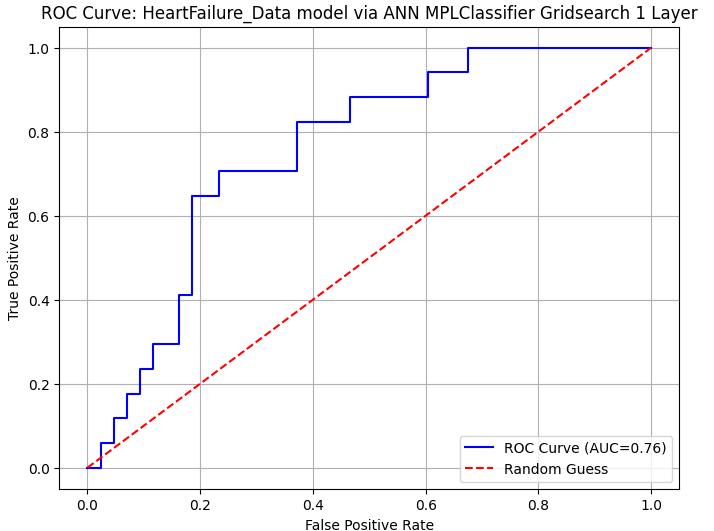 ROC Curve: HeartFailure_Data model via ANN MPLClassifier Gridsearch 1 Layer
1.0
0.8
0.6
0.4
0.2
0.0
True Positive Rate
ROC Curve (AUC=0.76)
Random Guess
0.0 0.2 0.4 0.6 0.8 1.0
False Positive Rate